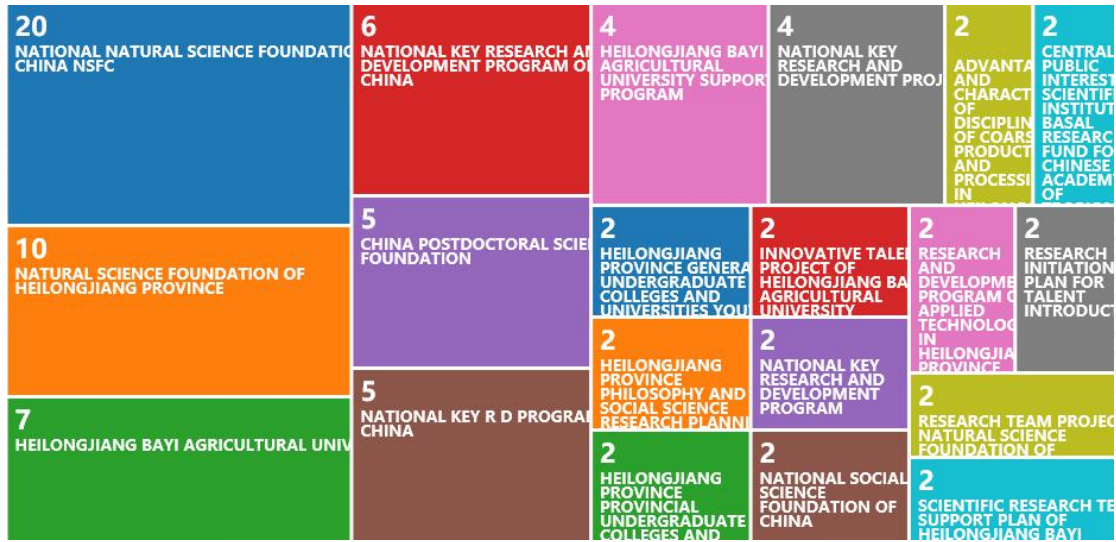 20
NATIONAL NATURAL SCIENCE FOUNDATIO
CHINA NSFC
10
NATURAL SCIENCE FOUNDATION OF
HEILONGJIANG PROVINCE
7
HEILONGJIANG BAYI AGRICULTURAL UNIV
6
NATIONAL KEY RESEARCH AN
DEVELOPMENT PROGRAM O
CHINA
5
CHINA POSTDOCTORAL SCIE
FOUNDATION
5
NATIONAL KEY R D PROGRA
CHINA
4
HEILONGJIANG BAYI
AGRICULTURAL
UNIVERSITY SUPPOR
PROGRAM
4
NATIONAL KEY
RESEARCH AND
DEVELOPMENT PROJ
2
ADVANTA
AND
CHARACT
OF
DISCIPLIN
OF COARS
PRODUCT
AND
PROCESSI
IN
2
CENTRAL
PUBLIC
INTEREST
SCIENTIFI
INSTITUT
BASAL
RESEARC
FUND FO
CHINESE
ACADEM
OF
2
HEILONGJIANG
PROVINCE GENERA
UNDERGRADUATE
COLLEGES AND
UNIVERSITIES YOU
2
INNOVATIVE TALE
PROJECT OF
HEILONGJIANG BA
AGRICULTURAL
UNIVERSITY
2
RESEARCH
AND
DEVELOPME
PROGRAM O
APPLIED
TECHNOLOG
IN
HEILONGJIA
PROVINCE
2
RESEARCH
INITIATION
PLAN FOR
TALENT
INTRODUCT
2
HEILONGJIANG
PROVINCE
PHILOSOPHY AND
SOCIAL SCIENCE
RESEARCH PLANNI
2
NATIONAL KEY
RESEARCH AND
DEVELOPMENT
PROGRAM
2
RESEARCH TEAM PROJEC
NATURAL SCIENCE
FOUNDATION OF
2
HEILONGJIANG
PROVINCE
PROVINCIAL
UNDERGRADUATE
COLLEGES AND
2
NATIONAL SOCIAL
SCIENCE
FOUNDATION OF
CHINA
2
SCIENTIFIC RESEARCH TE
SUPPORT PLAN OF
HEILONGJIANG BAYI